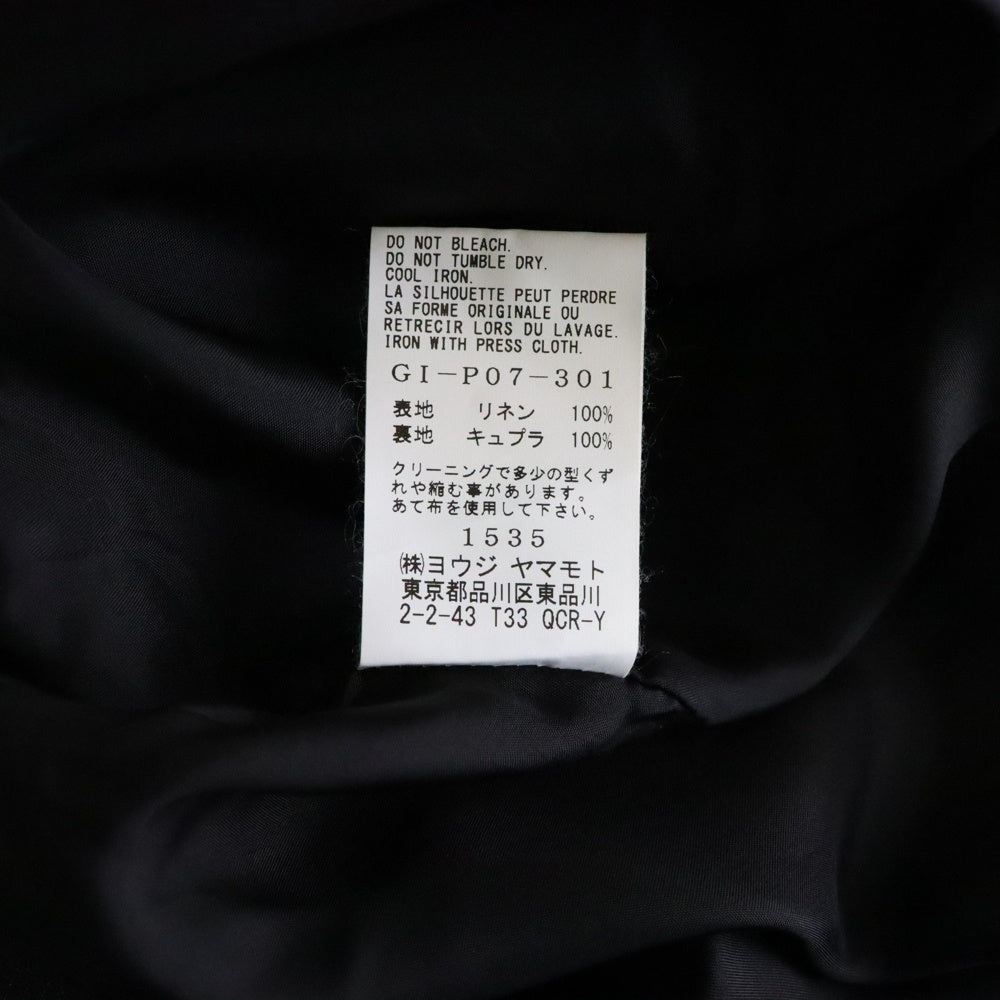 DO NOT BLEACH.
DO NOT TUMBLE DRY.
COOL IRON.
LA SILHOUETTE PEUT PERDRE
SA FORME ORIGINALE OU
RETRECIR LORS DU LAVAGE.
IRON WITH PRESS CLOTH.
GI-P07-301
表地 リネン 100%
裏地 キュプラ 100%
クリーニングで多少の型くず
れや縮む事があります。
あて布を使用して下さい。
1535
㈱ヨウジ ヤマモト
東京都品川区東品川
2-2-43 T33 QCR-Y